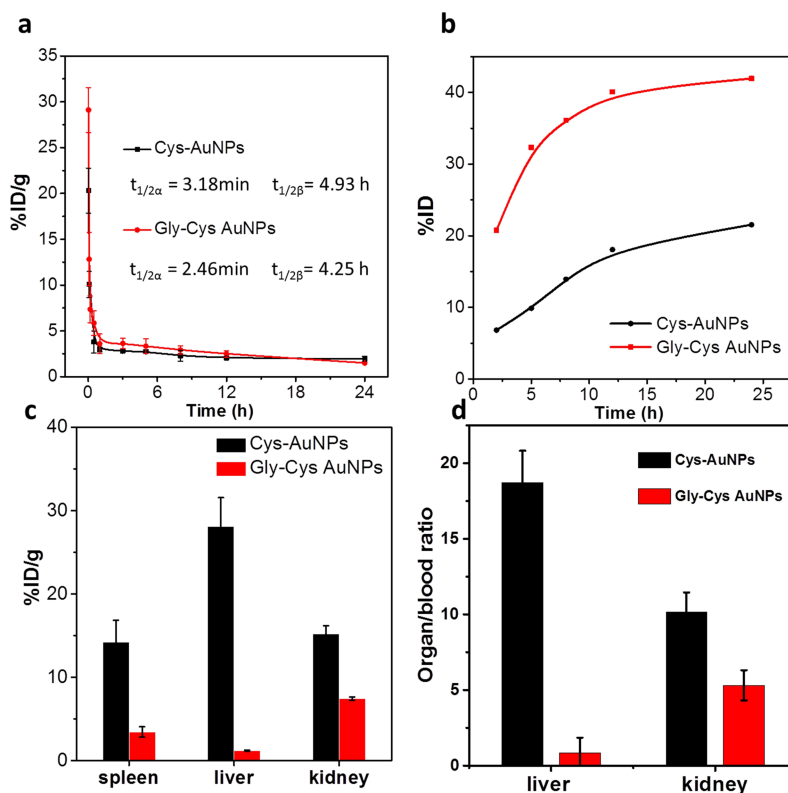 a
35
30
25
20
15
10
5
0
%ID/g
Cys-AuNPs
t1/2α = 3.18min t1/2β= 4.93 h
Gly-Cys AuNPs
t1/2α = 2.46min t1/2β= 4.25 h
0 6 12 18 24
Time (h)
b
40
30
20
10
0
%ID
Cys-AuNPs
Gly-Cys AuNPs
0 5 10 15 20 25
Time (h)
c
40
30
20
10
0
%ID/g
Cys-AuNPs
Gly-Cys AuNPs
spleen liver kidney
d
20
15
10
5
0
Organ/blood ratio
Cys-AuNPs
Gly-Cys AuNPs
liver kidney